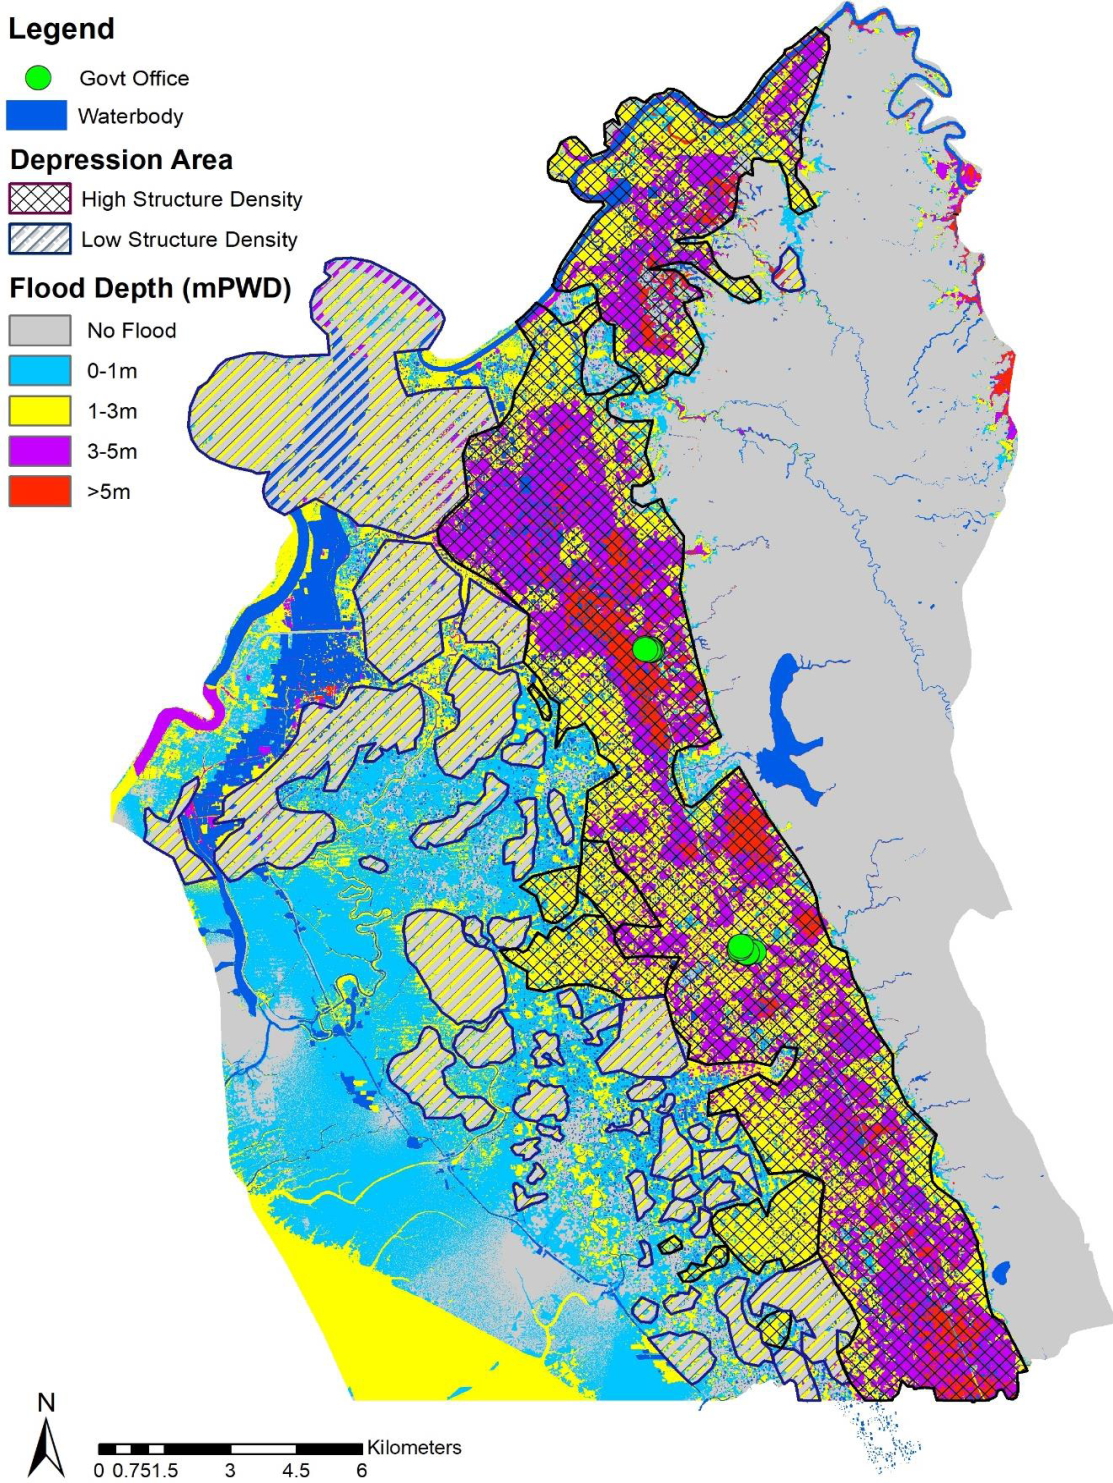 Legend
Govt Office
Waterbody
Depression Area
High Structure Density
Low Structure Density
Flood Depth (mPWD)
No Flood
0-1m
1-3m
3-5m
>5m
N
Kilometers
0 0.751.5 3 4.5 6